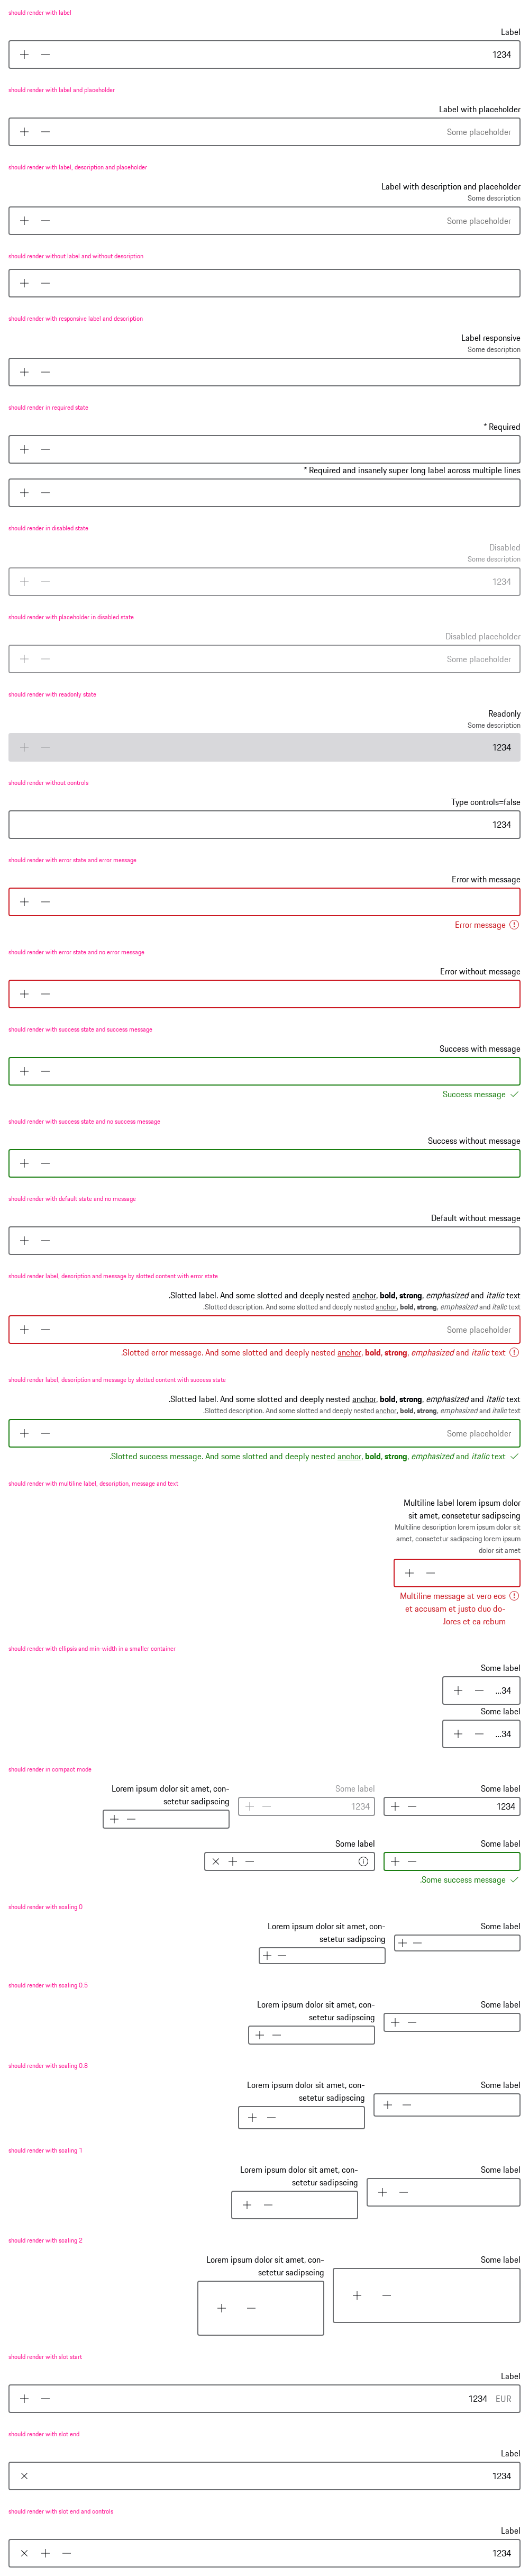 should render with label
Label
1234
should render with label and placeholder
Label with placeholder
Some placeholder
should render with label, description and placeholder
Label with description and placeholder
Some description
Some placeholder
should render without label and without description
should render with responsive label and description
Label responsive
Some description
should render in required state
* Required
* Required and insanely super long label across multiple lines
should render in disabled state
Disabled
Some description
1234
should render with placeholder in disabled state
Disabled placeholder
Some placeholder
should render with readonly state
Readonly
Some description
1234
should render without controls
Type controls=false
1234
should render with error state and error message
Error with message
Error message
should render with error state and no error message
Error without message
should render with success state and success message
Success with message
Success message
should render with success state and no success message
Success without message
should render with default state and no message
Default without message
should render label, description and message by slotted content with error state
.Slotted label. And some slotted and deeply nested anchor, bold, strong, emphasized and italic text
.Slotted description. And some slotted and deeply nested anchor, bold, strong, emphasized and italic text
Some placeholder
.Slotted error message. And some slotted and deeply nested anchor, bold, strong, emphasized and italic text
should render label, description and message by slotted content with success state
.Slotted label. And some slotted and deeply nested anchor, bold, strong, emphasized and italic text
.Slotted description. And some slotted and deeply nested anchor, bold, strong, emphasized and italic text
Some placeholder
.Slotted success message. And some slotted and deeply nested anchor, bold, strong, emphasized and italic text
should render with multiline label, description, message and text
Multiline label lorem ipsum dolor
sit amet, consetetur sadipscing
Multiline description lorem ipsum dolor sit
amet, consetetur sadipscing lorem ipsum
dolor sit amet
Multiline message at vero eos
et accusam et justo duo do-
lores et ea rebum
should render with ellipsis and min-width in a smaller container
Some label
...34
Some label
...34
should render in compact mode
Lorem ipsum dolor sit amet, con-
setetur sadipscing
Some label
1234
Some label
1234
Some label
Some label
.Some success message
should render with scaling 0
Lorem ipsum dolor sit amet, con-
setetur sadipscing
Some label
should render with scaling 0.5
Lorem ipsum dolor sit amet, con-
setetur sadipscing
Some label
should render with scaling 0.8
Lorem ipsum dolor sit amet, con-
setetur sadipscing
Some label
should render with scaling 1
Lorem ipsum dolor sit amet, con-
setetur sadipscing
Some label
should render with scaling 2
Lorem ipsum dolor sit amet, con-
setetur sadipscing
Some label
should render with slot start
Label
1234 EUR
should render with slot end
Label
1234
should render with slot end and controls
Label
1234